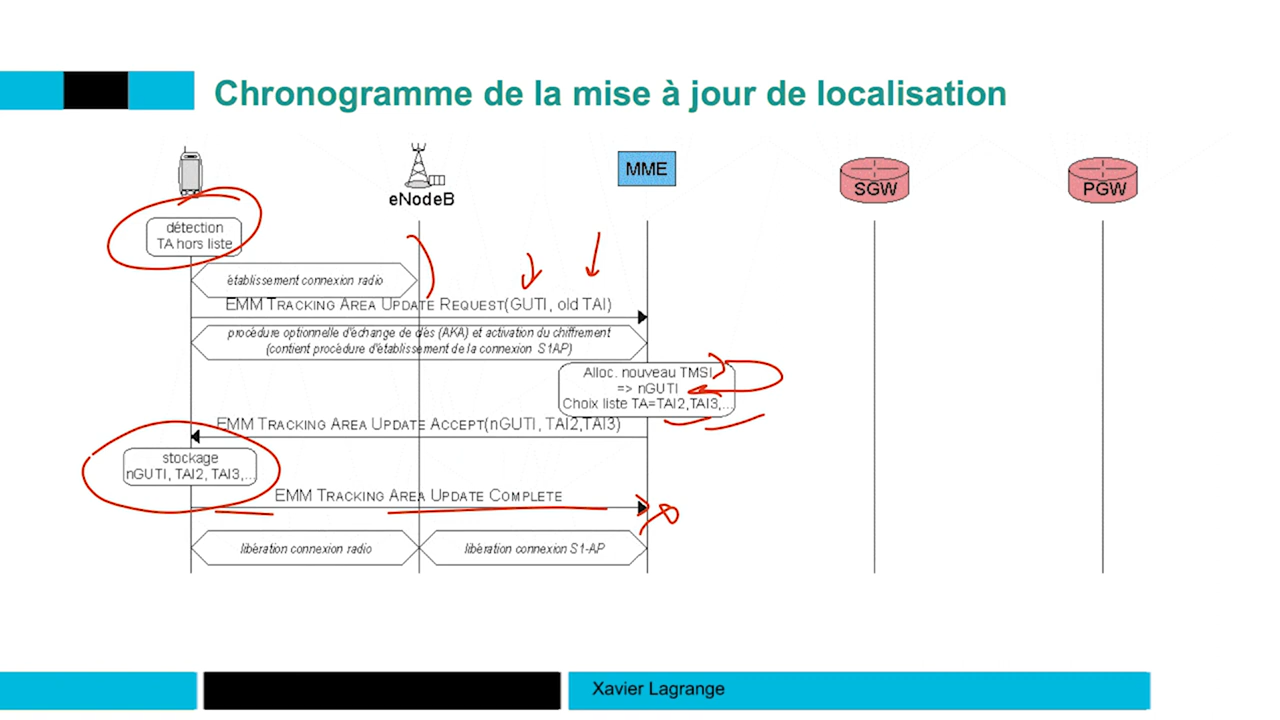 Chronogramme de la mise à jour de localisation
eNodeB
MME
SGW
PGW
détection
TA hors liste
établissement connexion radio
EMM TRACKING AREA UPDATE REQUEST(GUTI, old TAI)
procédure optionnelle d'échange de clès (AKA) et activation du chiffrement
(contient procédure d'établissement de la connexion S1AP)
Alloc. nouveau TMSI
=> nGUTI
Choix liste TA=TAI2,TAI3,...
EMM TRACKING AREA UPDATE ACCEPT(nGUTI, TAI2,TAI3)
stockage
nGUTI, TAI2, TAI3,...
EMM TRACKING AREA UPDATE COMPLETE
libération connexion radio
libération connexion S1-AP
Xavier Lagrange